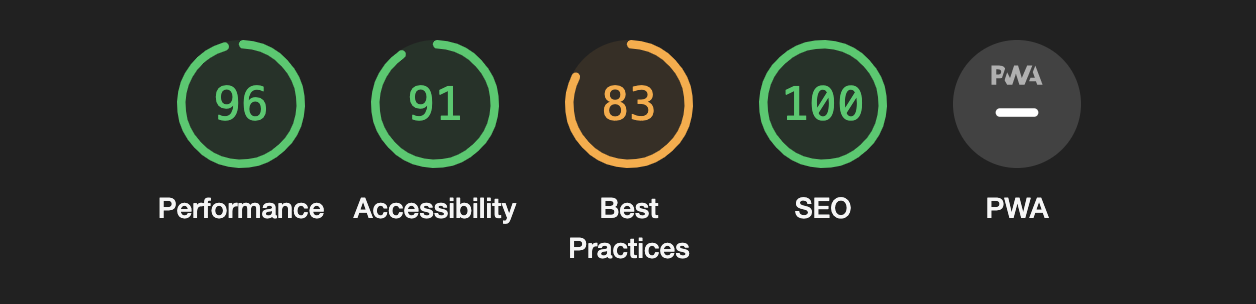 96
91
83
100
PWA
Performance
Accessibility
Best
Practices
SEO
PWA